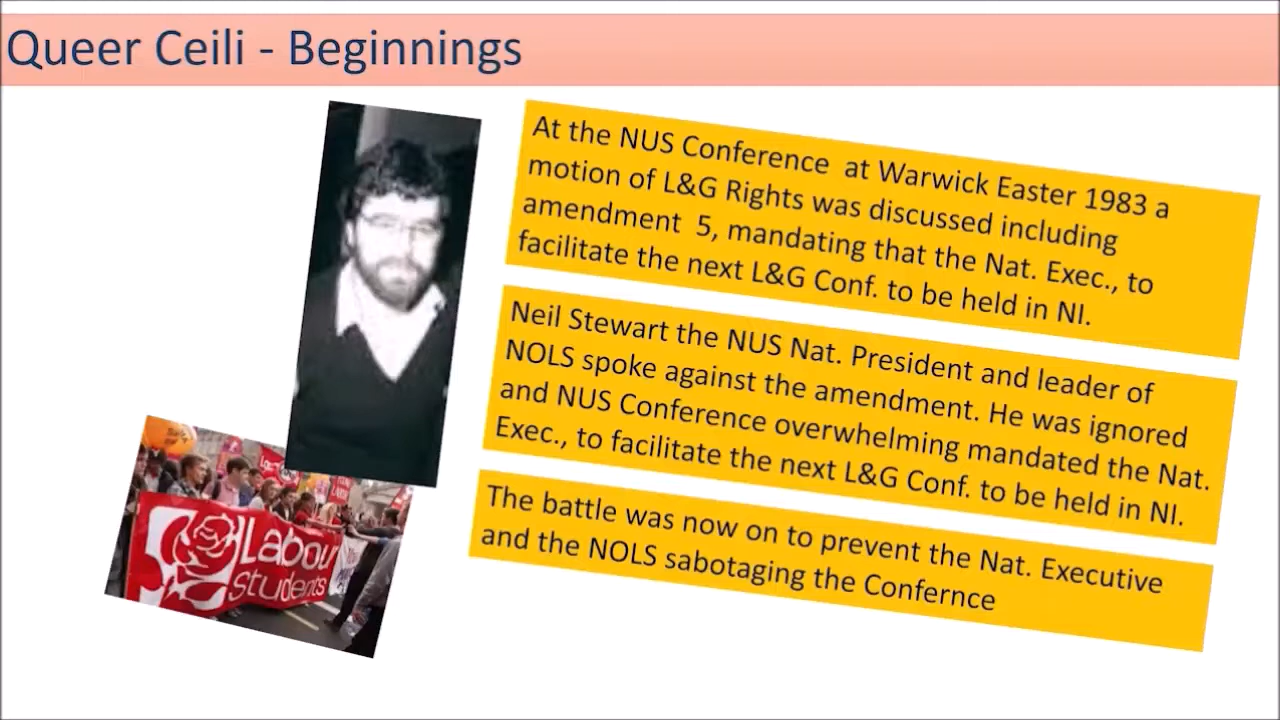 Queer Ceili - Beginnings
At the NUS Conference  at Warwick Easter 1983 a
motion of L&G Rights was discussed including
amendment  5, mandating that the Nat. Exec., to
facilitate the next L&G Conf. to be held in NI.
Neil Stewart the NUS Nat. President and leader of
NOLS spoke against the amendment. He was ignored
and NUS Conference overwhelming mandated the Nat.
Exec., to facilitate the next L&G Conf. to be held in NI.
The battle was now on to prevent the Nat. Executive
and the NOLS sabotaging the Confernce
Labour
Students